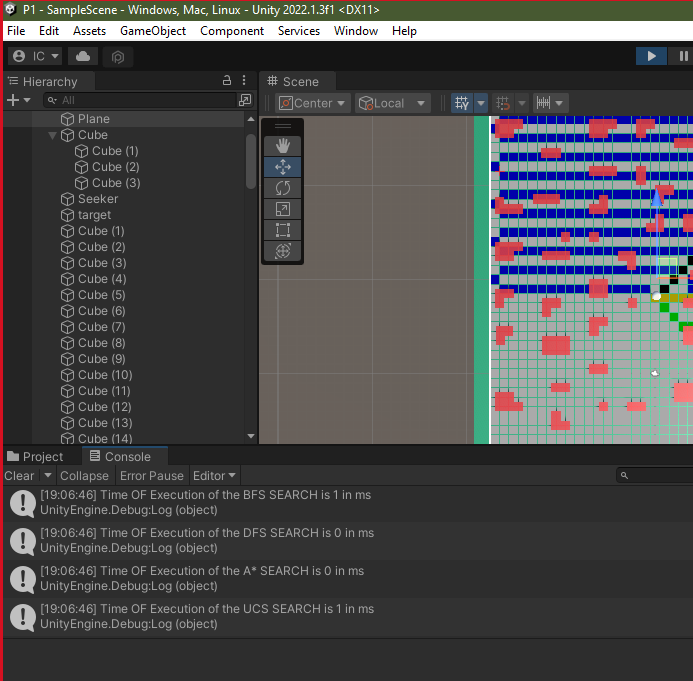 P1 - SampleScene - Windows, Mac, Linux - Unity 2022.1.3f1 <DX11>
File Edit Assets GameObject Component Services Window Help
IC
Hierarchy
All
Plane
Cube
Cube (1)
Cube (2)
Cube (3)
Seeker
target
Cube (1)
Cube (2)
Cube (3)
Cube (4)
Cube (5)
Cube (6)
Cube (7)
Cube (8)
Cube (9)
Cube (10)
Cube (11)
Cube (12)
Cube (13)
Cube (14)
Scene
Center Local
Project Console
Clear Collapse Error Pause Editor
[19:06:46] Time OF Execution of the BFS SEARCH is 1 in ms
UnityEngine.Debug:Log (object)
[19:06:46] Time OF Execution of the DFS SEARCH is 0 in ms
UnityEngine.Debug:Log (object)
[19:06:46] Time OF Execution of the A* SEARCH is 0 in ms
UnityEngine.Debug:Log (object)
[19:06:46] Time OF Execution of the UCS SEARCH is 1 in ms
UnityEngine.Debug:Log (object)